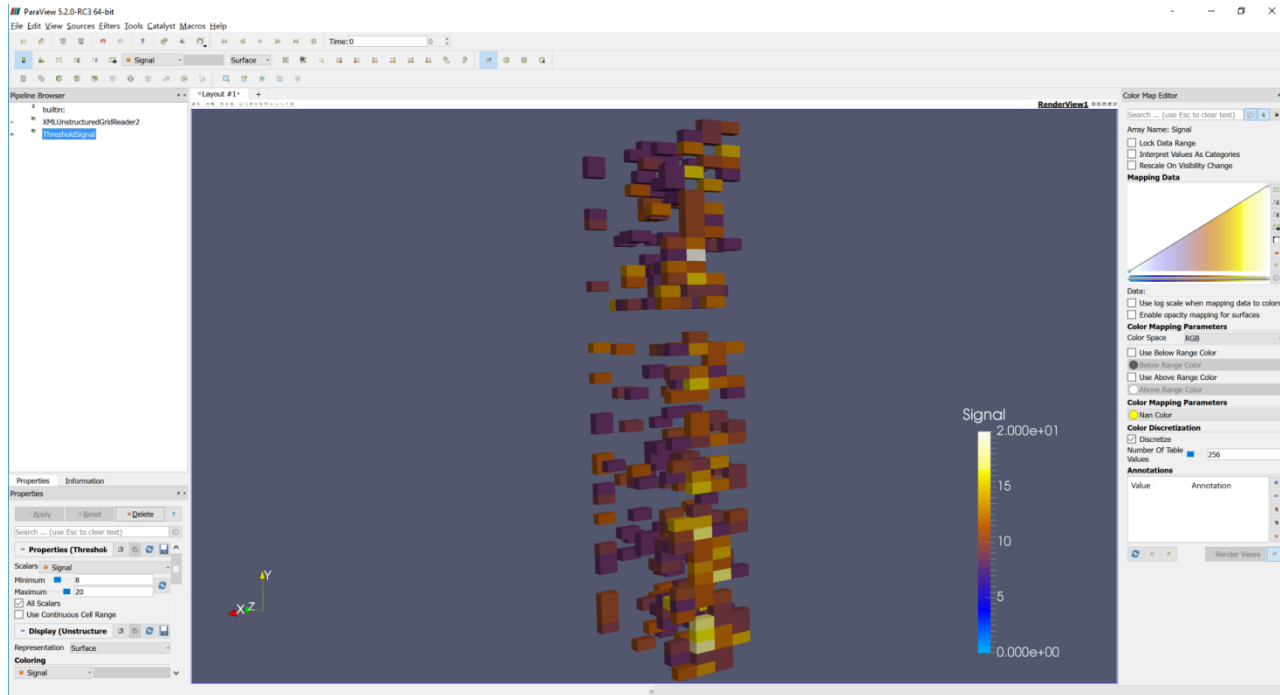 ParaView 5.2.0-RC3 64-bit
File Edit View Sources Filters Tools Catalyst Macros Help
Time: 0 0
Signal Surface
Pipeline Browser
builtin:
XMLUnstructuredGridReader2
ThresholdSignal
Layout #1
+
RenderView1
Signal
2.000e+01
15
10
5
0.000e+00
Y
X Z
Properties Information
Properties
Apply Reset Delete ?
Search ... (use Esc to clear text)
Properties (Threshold
Scalars Signal
Minimum 8
Maximum 20
All Scalars
Use Continuous Cell Range
Display (Unstructure
Representation Surface
Coloring
Signal
Color Map Editor
Search ... (use Esc to clear text)
Array Name: Signal
Lock Data Range
Interpret Values As Categories
Rescale On Visibility Change
Mapping Data
Data:
Use log scale when mapping data to colors
Enable opacity mapping for surfaces
Color Mapping Parameters
Color Space RGB
Use Below Range Color
Below Range Color
Use Above Range Color
Above Range Color
Color Mapping Parameters
Nan Color
Color Discretization
Discretize
Number Of Table
Values 256
Annotations
Value Annotation
Render Views